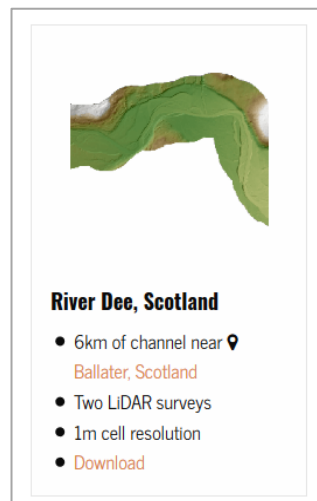 River Dee, Scotland
6km of channel near
Ballater, Scotland
Two LiDAR surveys
1m cell resolution
Download